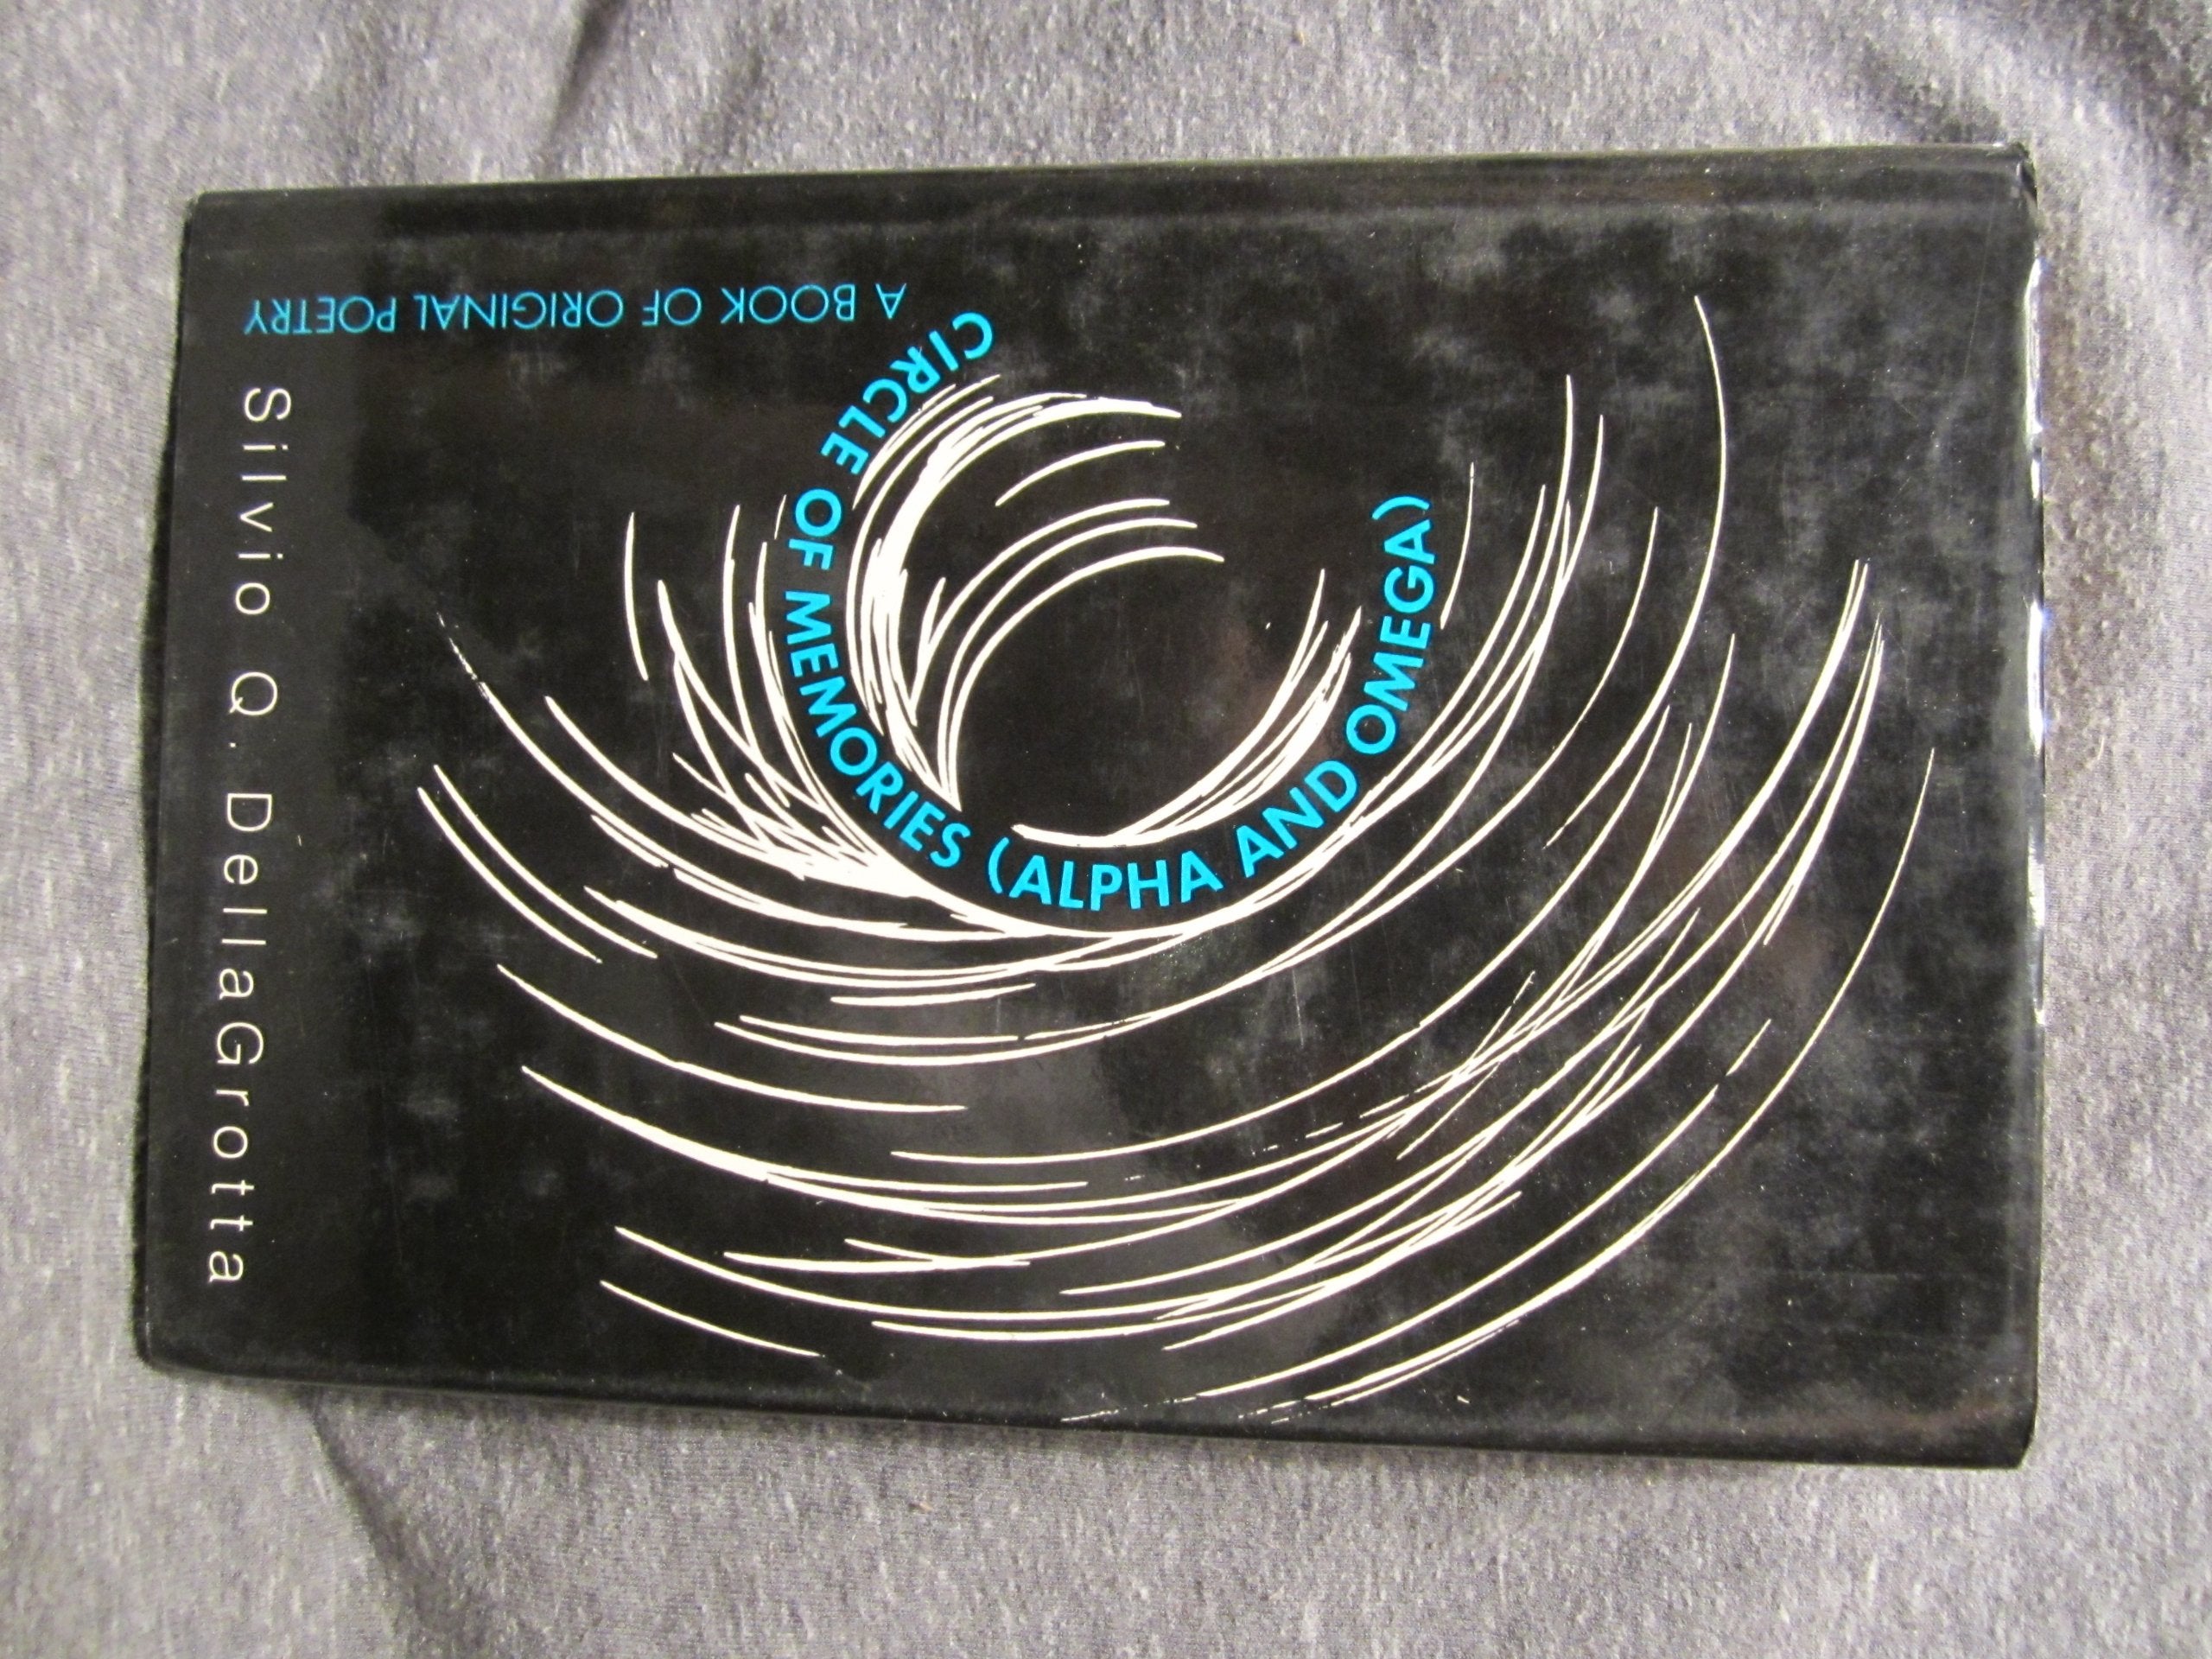 A BOOK OF ORIGINAL POETRY
CIRCLE OF MEMORIES (ALPHA AND OMEGA)
Silvio Q. DellaGrotta